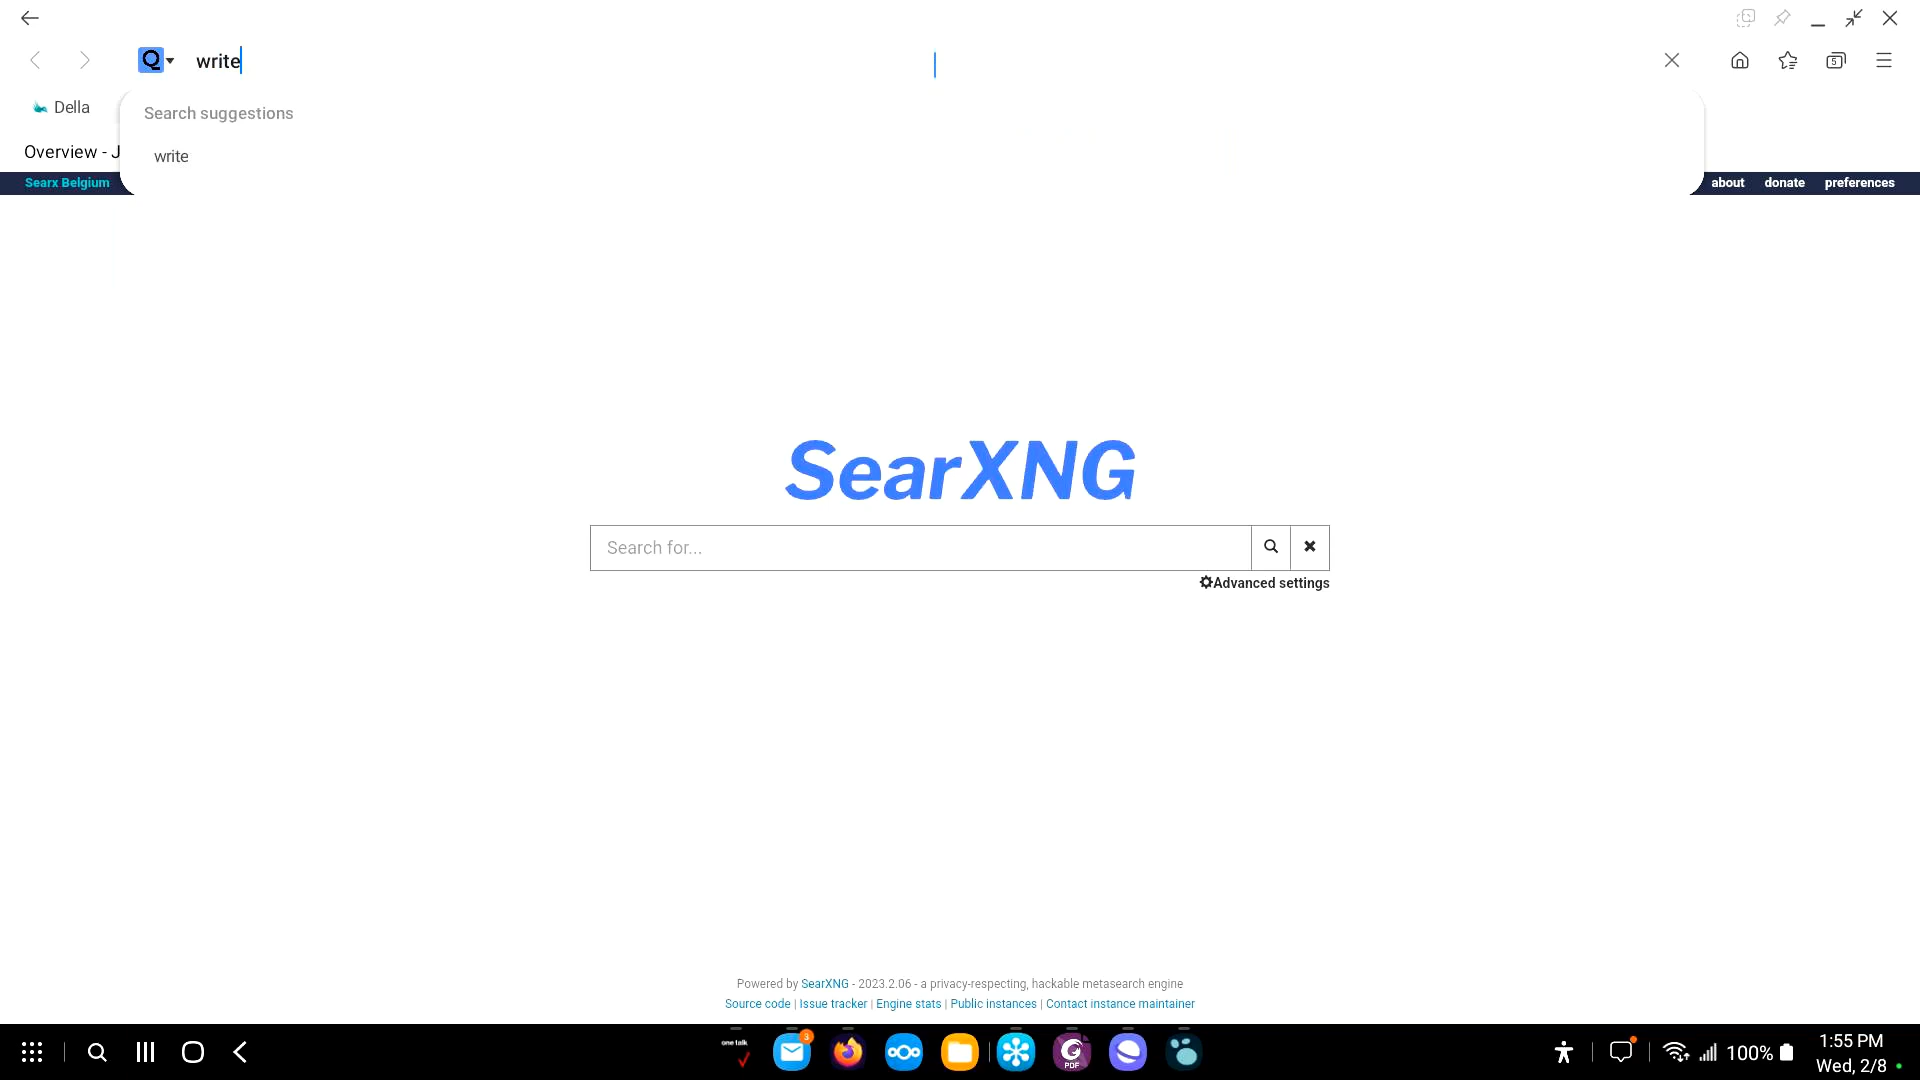 write
5
Della
Search suggestions
Overview - J
write
Searx Belgium
about donate preferences
SearXNG
Search for...
Advanced settings
Powered by SearXNG - 2023.2.06 - a privacy-respecting, hackable metasearch engine
Source code | Issue tracker | Engine stats | Public instances | Contact instance maintainer
one talk
3
PDF
100%
1:55 PM
Wed, 2/8